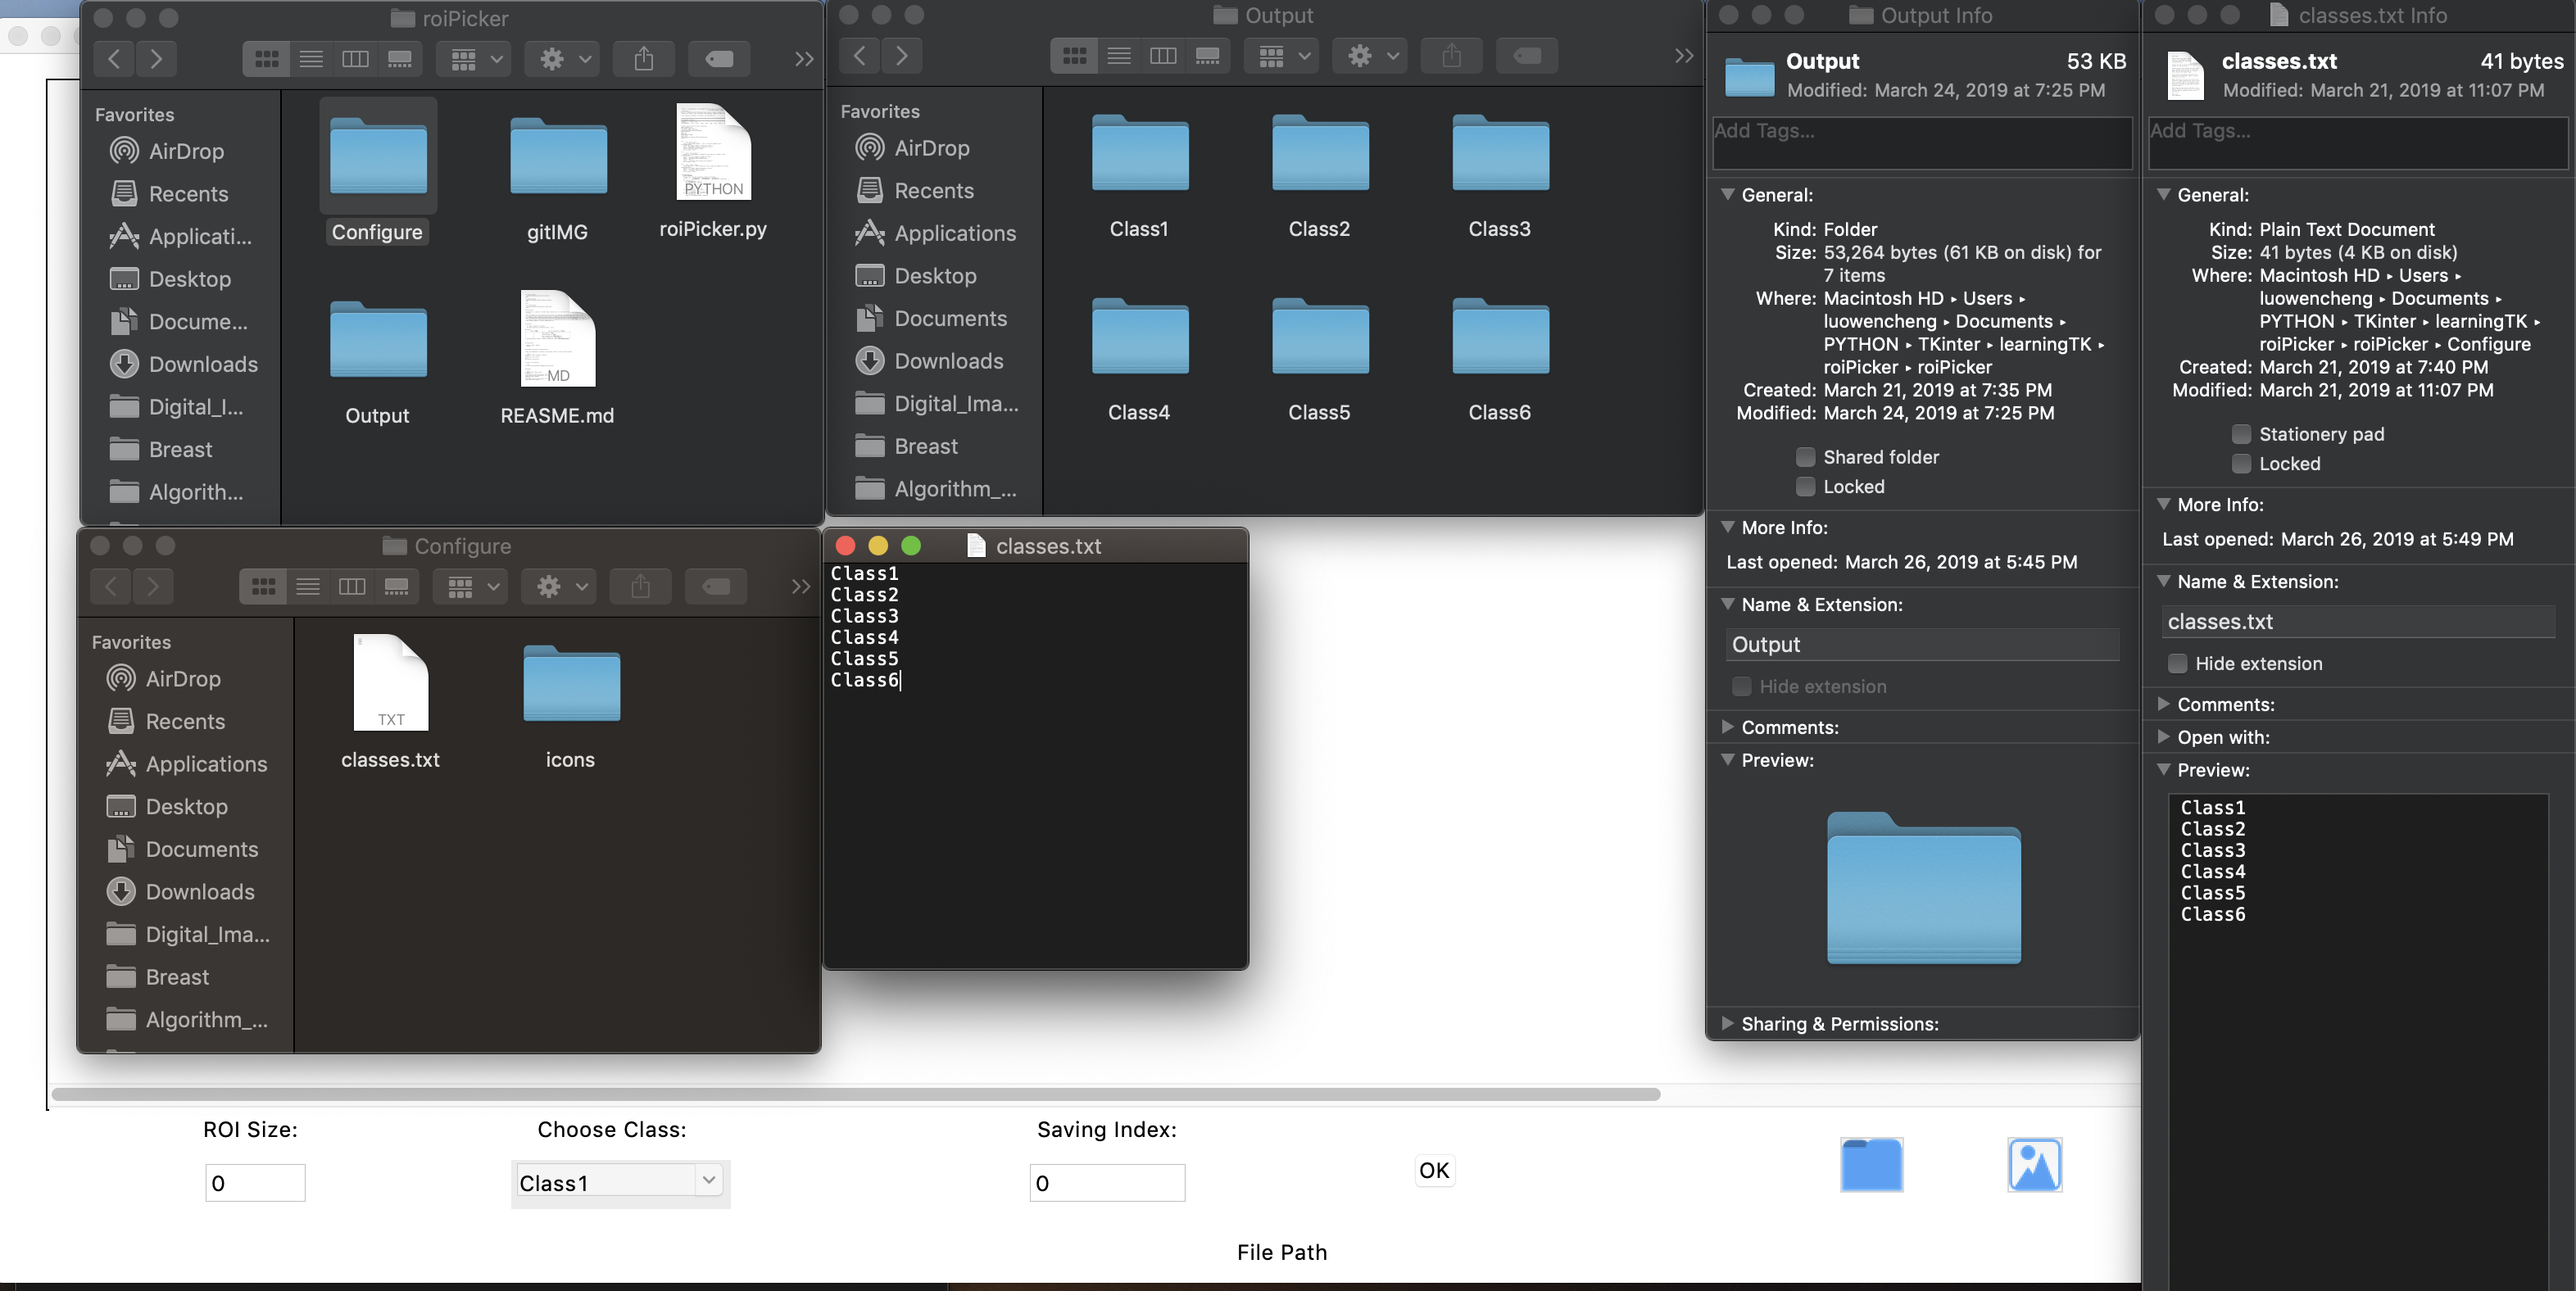 roiPicker
Favorites
AirDrop
Recents
Applicati...
Desktop
Docume...
Downloads
Digital_I...
Breast
Algorith...
Configure
gitIMG
PYTHON
roiPicker.py
Output
MD
REASME.md
Output
Favorites
AirDrop
Recents
Applications
Desktop
Documents
Downloads
Digital_Ima...
Breast
Algorithm_...
Class1
Class2
Class3
Class4
Class5
Class6
Configure
Favorites
AirDrop
Recents
Applications
Desktop
Documents
Downloads
Digital_Ima...
Breast
Algorithm_...
TXT
classes.txt
icons
classes.txt
Class1
Class2
Class3
Class4
Class5
Class6
Output Info
Output 53 KB
Modified: March 24, 2019 at 7:25 PM
Add Tags...
General:
Kind: Folder
Size: 53,264 bytes (61 KB on disk) for
7 items
Where: Macintosh HD ▸ Users ▸
luowencheng ▸ Documents ▸
PYTHON ▸ TKinter ▸ learningTK ▸
roiPicker ▸ roiPicker
Created: March 21, 2019 at 7:35 PM
Modified: March 24, 2019 at 7:25 PM
Shared folder
Locked
More Info:
Last opened: March 26, 2019 at 5:45 PM
Name & Extension:
Output
Hide extension
Comments:
Preview:
Sharing & Permissions:
classes.txt Info
classes.txt 41 bytes
Modified: March 21, 2019 at 11:07 PM
Add Tags...
General:
Kind: Plain Text Document
Size: 41 bytes (4 KB on disk)
Where: Macintosh HD ▸ Users ▸
luowencheng ▸ Documents ▸
PYTHON ▸ TKinter ▸ learningTK ▸
roiPicker ▸ roiPicker ▸ Configure
Created: March 21, 2019 at 7:40 PM
Modified: March 21, 2019 at 11:07 PM
Stationery pad
Locked
More Info:
Last opened: March 26, 2019 at 5:49 PM
Name & Extension:
classes.txt
Hide extension
Comments:
Open with:
Preview:
Class1
Class2
Class3
Class4
Class5
Class6
ROI Size:
0
Choose Class:
Class1
Saving Index:
0
OK
File Path